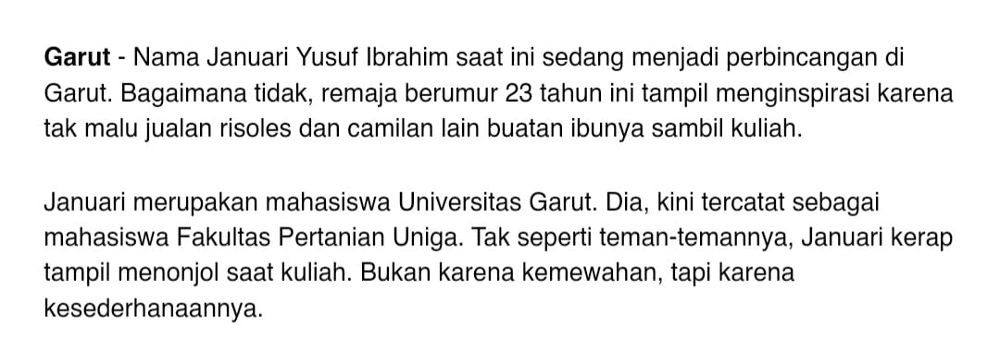 Garut - Nama Januari Yusuf Ibrahim saat ini sedang menjadi perbincangan di
Garut. Bagaimana tidak, remaja berumur 23 tahun ini tampil menginspirasi karena
tak malu jualan risoles dan camilan lain buatan ibunya sambil kuliah.
Januari merupakan mahasiswa Universitas Garut. Dia, kini tercatat sebagai
mahasiswa Fakultas Pertanian Uniga. Tak seperti teman-temannya, Januari kerap
tampil menonjol saat kuliah. Bukan karena kemewahan, tapi karena
kesederhanaannya.